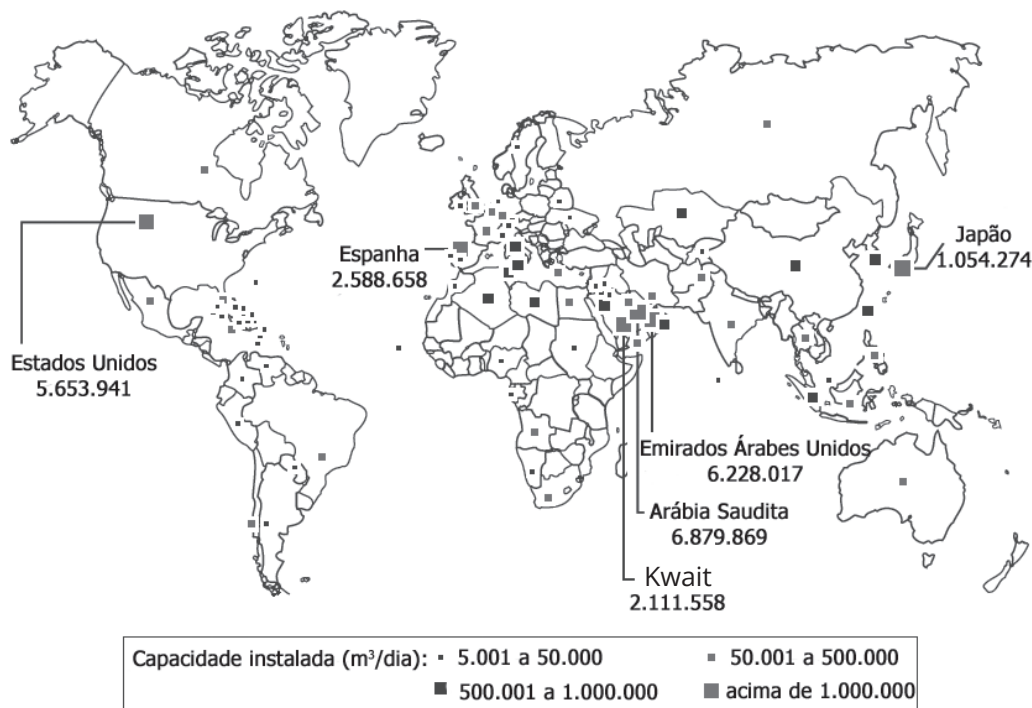 Espanha
2.588.658
Japão
1.054.274
Estados Unidos
5.653.941
Emirados Árabes Unidos
6.228.017
Arábia Saudita
6.879.869
Kwait
2.111.558
Capacidade instalada (m³/dia): 5.001 a 50.000 50.001 a 500.000
500.001 a 1.000.000 acima de 1.000.000